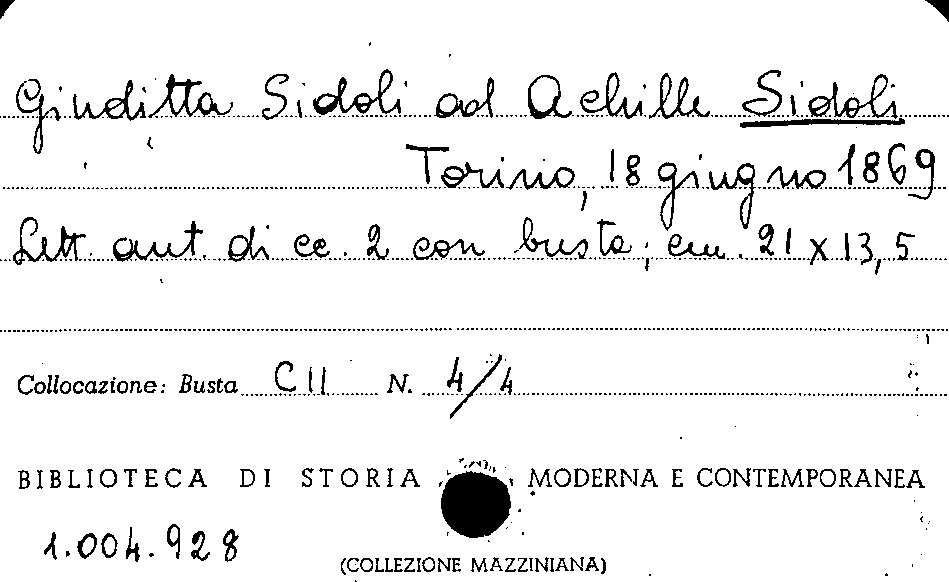 Giuditta Sidoli ad Achille Sidoli
Torino, 18 giugno 1869
Lett. aut. di cc. 2 con busta; cm. 21 x 13,5
Collocazione: Busta CII N. 4/4
BIBLIOTECA DI STORIA MODERNA E CONTEMPORANEA
1.004.928
(COLLEZIONE MAZZINIANA)